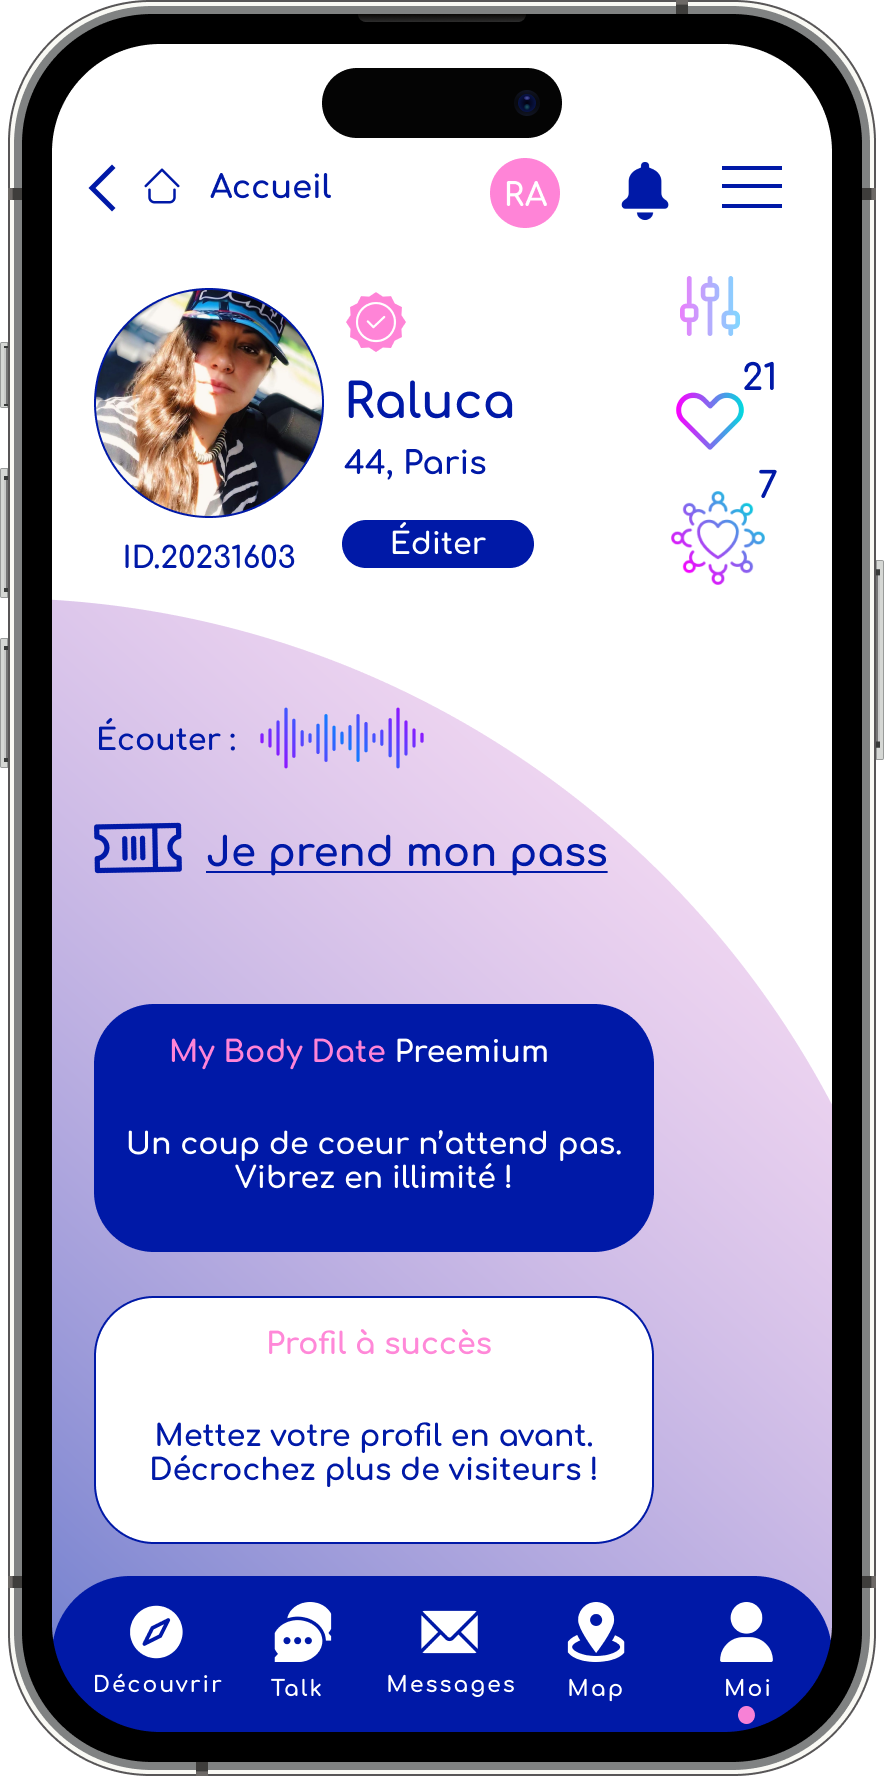 Accueil
RA
21
Raluca
44, Paris
7
Éditer
ID.20231603
Écouter :
Je prend mon pass
My Body Date Preemium
Un coup de coeur n’attend pas.
Vibrez en illimité !
Profil à succès
Mettez votre profil en avant.
Décrochez plus de visiteurs !
Découvrir
Talk
Messages
Map
Moi